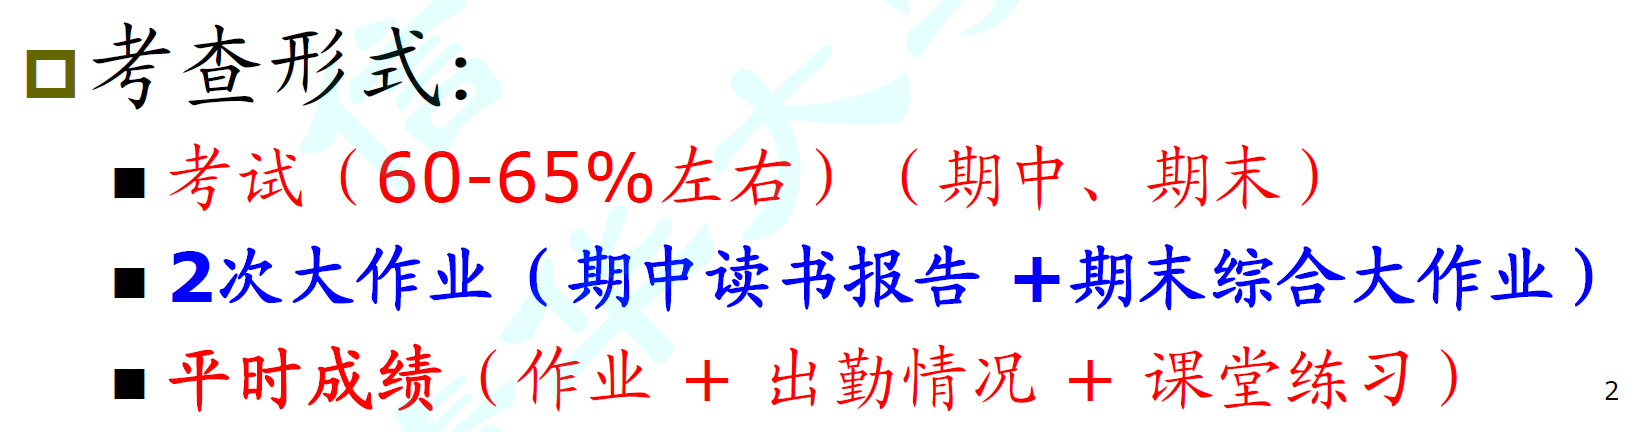 考查形式:
考试（60-65%左右）（期中、期末）
2次大作业（期中读书报告 +期末综合大作业）
平时成绩（作业 + 出勤情况 + 课堂练习）
2